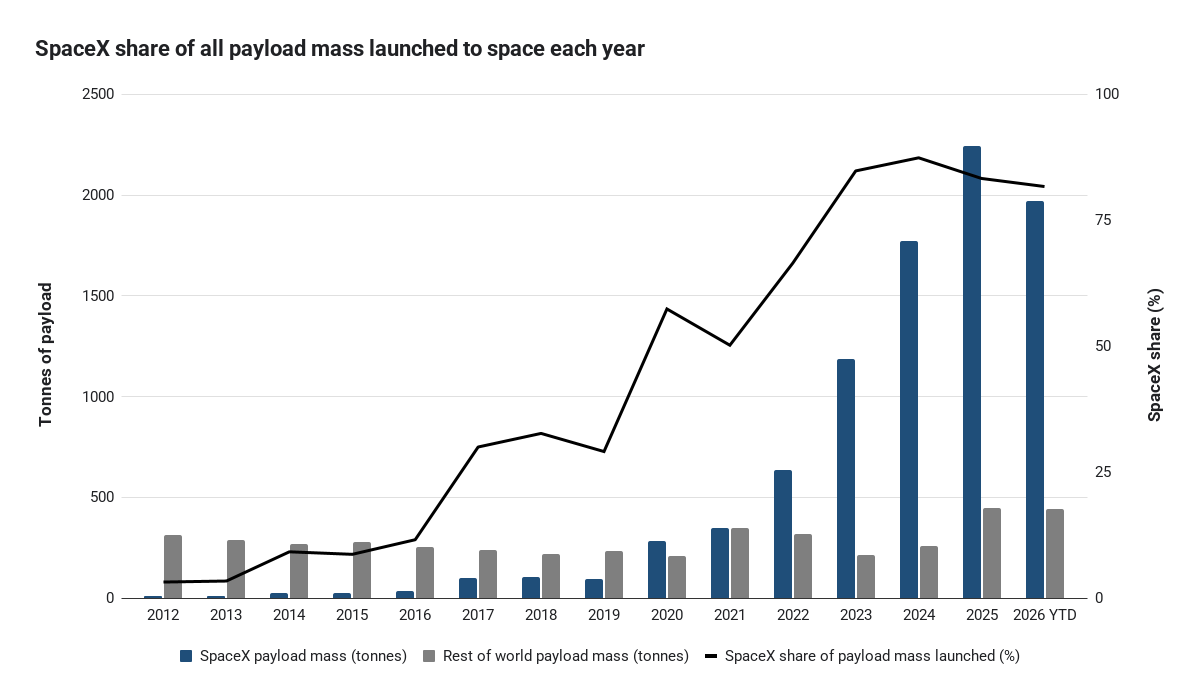 SpaceX share of all payload mass launched to space each year
2500
2000
1500
1000
500
0
100
75
50
25
0
Tonnes of payload
SpaceX share (%)
2012 2013 2014 2015 2016 2017 2018 2019 2020 2021 2022 2023 2024 2025 2026 YTD
SpaceX payload mass (tonnes) Rest of world payload mass (tonnes) SpaceX share of payload mass launched (%)